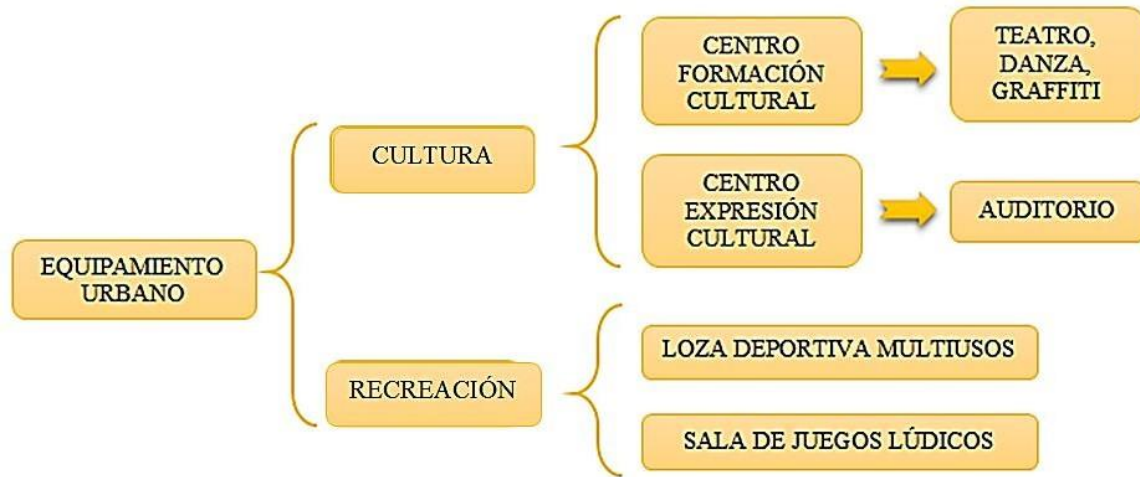 EQUIPAMIENTO
URBANO
CULTURA
CENTRO
FORMACIÓN
CULTURAL
TEATRO,
DANZA,
GRAFFITI
CENTRO
EXPRESIÓN
CULTURAL
AUDITORIO
RECREACIÓN
LOZA DEPORTIVA MULTIUSOS
SALA DE JUEGOS LÚDICOS